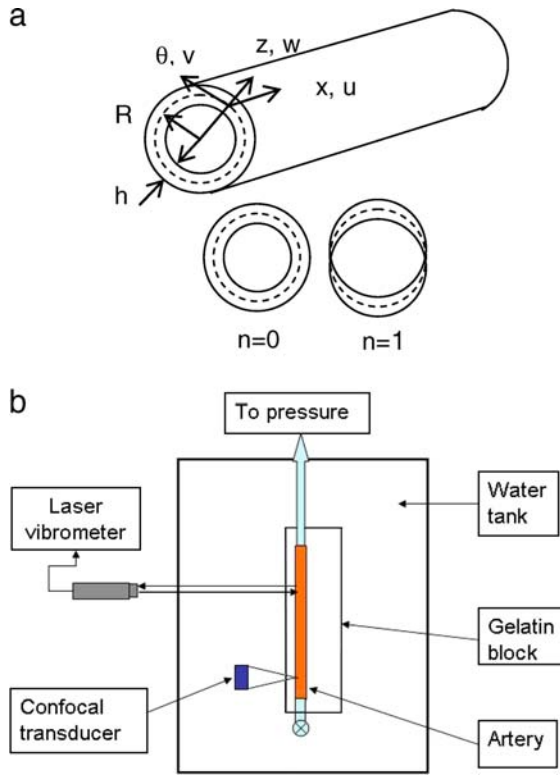 a
z, w
θ, v
x, u
R
h
n=0
n=1
b
To pressure
Laser
vibrometer
Water
tank
Gelatin
block
Confocal
transducer
Artery